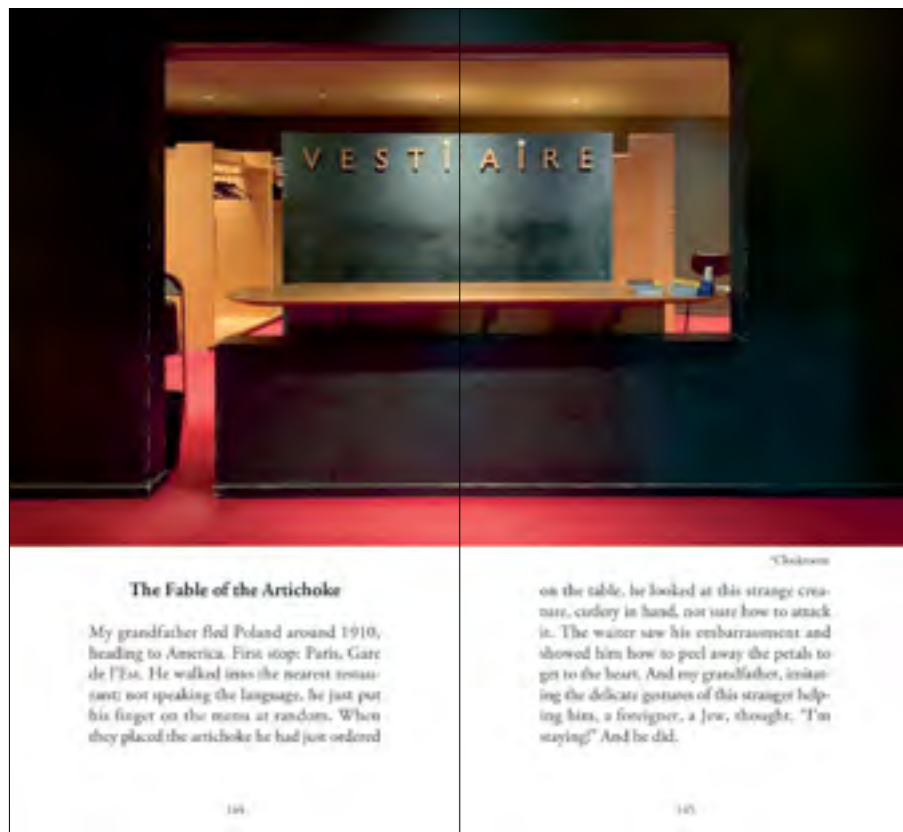 VESTIAIRE
The Fable of the Artichoke
My grandfather fled Poland around 1910,
heading to America. First stop: Paris, Gare
de l'Est. He walked into the nearest restau-
rant; not speaking the language, he just put
his finger on the menu at random. When
they placed the artichoke he had just ordered
*Cloakroom
on the table, he looked at this strange crea-
ture, cutlery in hand, not sure how to attack
it. The waiter saw his embarrassment and
showed him how to peel away the petals to
get to the heart. And my grandfather, imitat-
ing the delicate gestures of this stranger help-
ing him, a foreigner, a Jew, thought, "I'm
staying!" And he did.